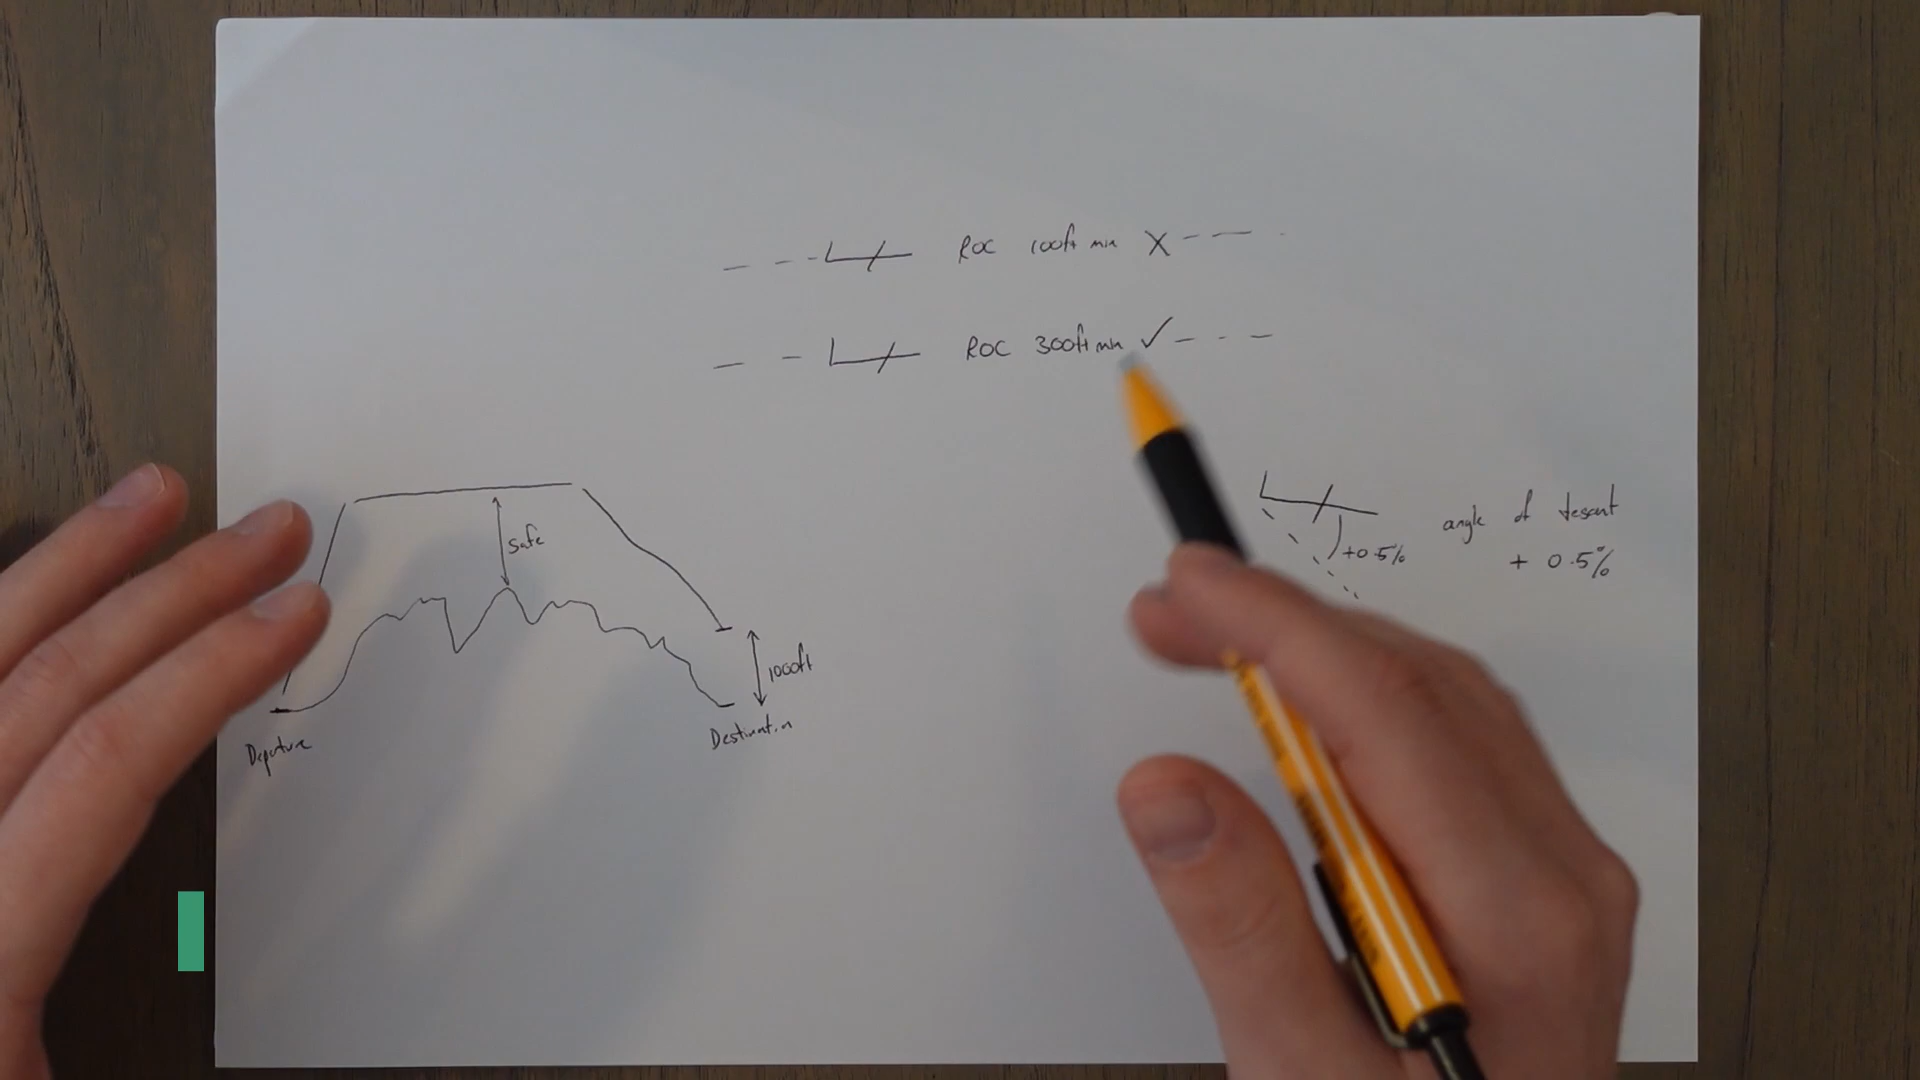 ROC 100ft min X
ROC 300ft min ✓
safe
1000ft
Departure
Destination
+0.5%
angle of descent
+ 0.5%